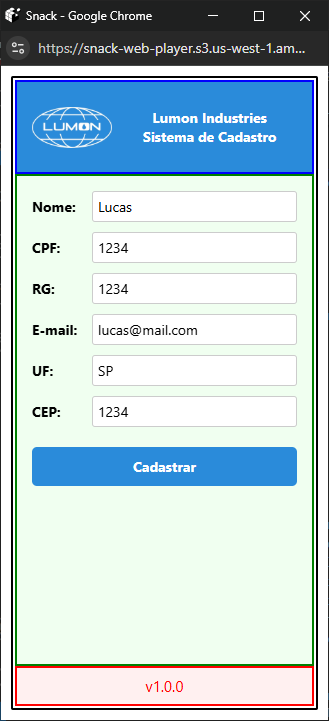 Snack - Google Chrome
https://snack-web-player.s3.us-west-1.am...
LUMON
Lumon Industries
Sistema de Cadastro
Nome: Lucas
CPF: 1234
RG: 1234
E-mail: lucas@mail.com
UF: SP
CEP: 1234
Cadastrar
v1.0.0